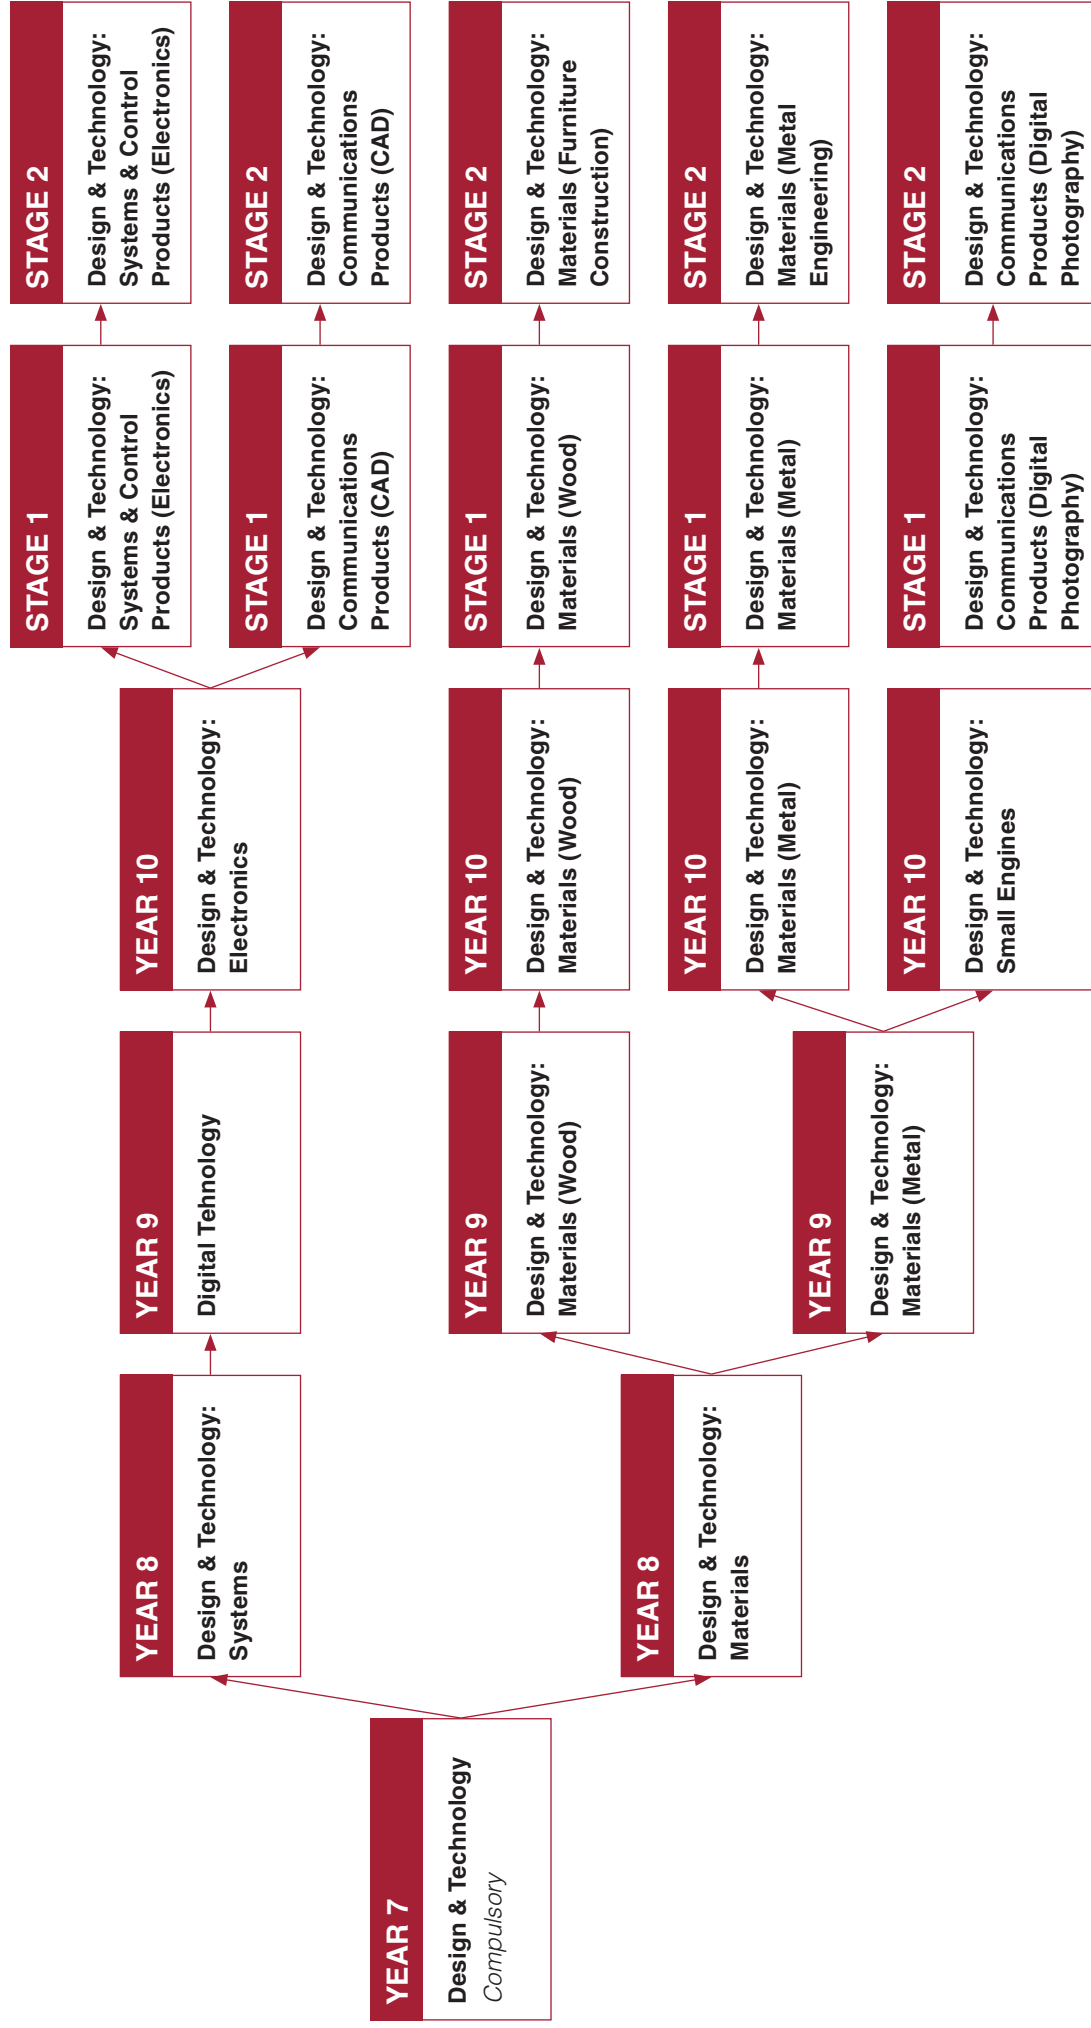 YEAR 7
Design & Technology
Compulsory
YEAR 8
Design & Technology:
Systems
YEAR 8
Design & Technology:
Materials
YEAR 9
Digital Tehnology
YEAR 9
Design & Technology:
Materials (Wood)
YEAR 9
Design & Technology:
Materials (Metal)
YEAR 10
Design & Technology:
Electronics
YEAR 10
Design & Technology:
Materials (Wood)
YEAR 10
Design & Technology:
Materials (Metal)
YEAR 10
Design & Technology:
Small Engines
STAGE 1
Design & Technology:
Systems & Control
Products (Electronics)
STAGE 1
Design & Technology:
Communications
Products (CAD)
STAGE 1
Design & Technology:
Materials (Wood)
STAGE 1
Design & Technology:
Materials (Metal)
STAGE 1
Design & Technology:
Communications
Products (Digital
Photography)
STAGE 2
Design & Technology:
Systems & Control
Products (Electronics)
STAGE 2
Design & Technology:
Communications
Products (CAD)
STAGE 2
Design & Technology:
Materials (Furniture
Construction)
STAGE 2
Design & Technology:
Materials (Metal
Engineering)
STAGE 2
Design & Technology:
Communications
Products (Digital
Photography)